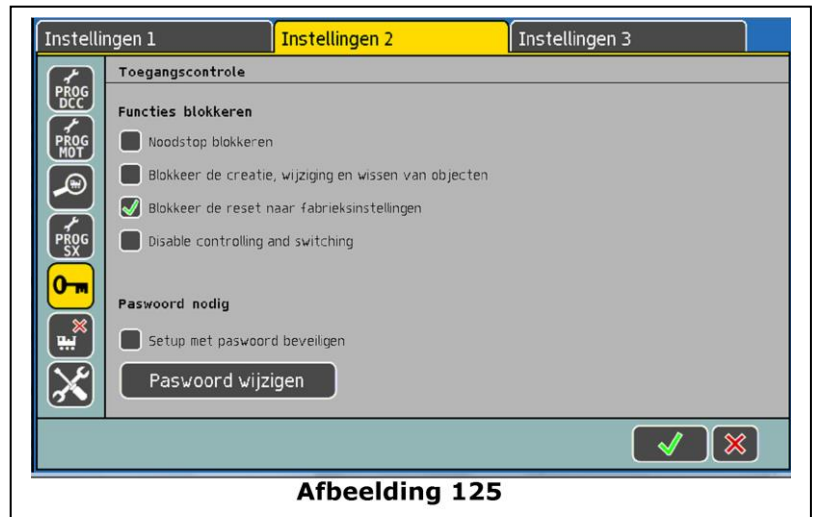 Instellingen 1
Instellingen 2
Instellingen 3
PROG
DCC
PROG
MOT
PROG
SX
Toegangscontrole
Functies blokkeren
Noodstop blokkeren
Blokkeer de creatie, wijziging en wissen van objecten
Blokkeer de reset naar fabrieksinstellingen
Disable controlling and switching
Paswoord nodig
Setup met paswoord beveiligen
Paswoord wijzigen
Afbeelding 125